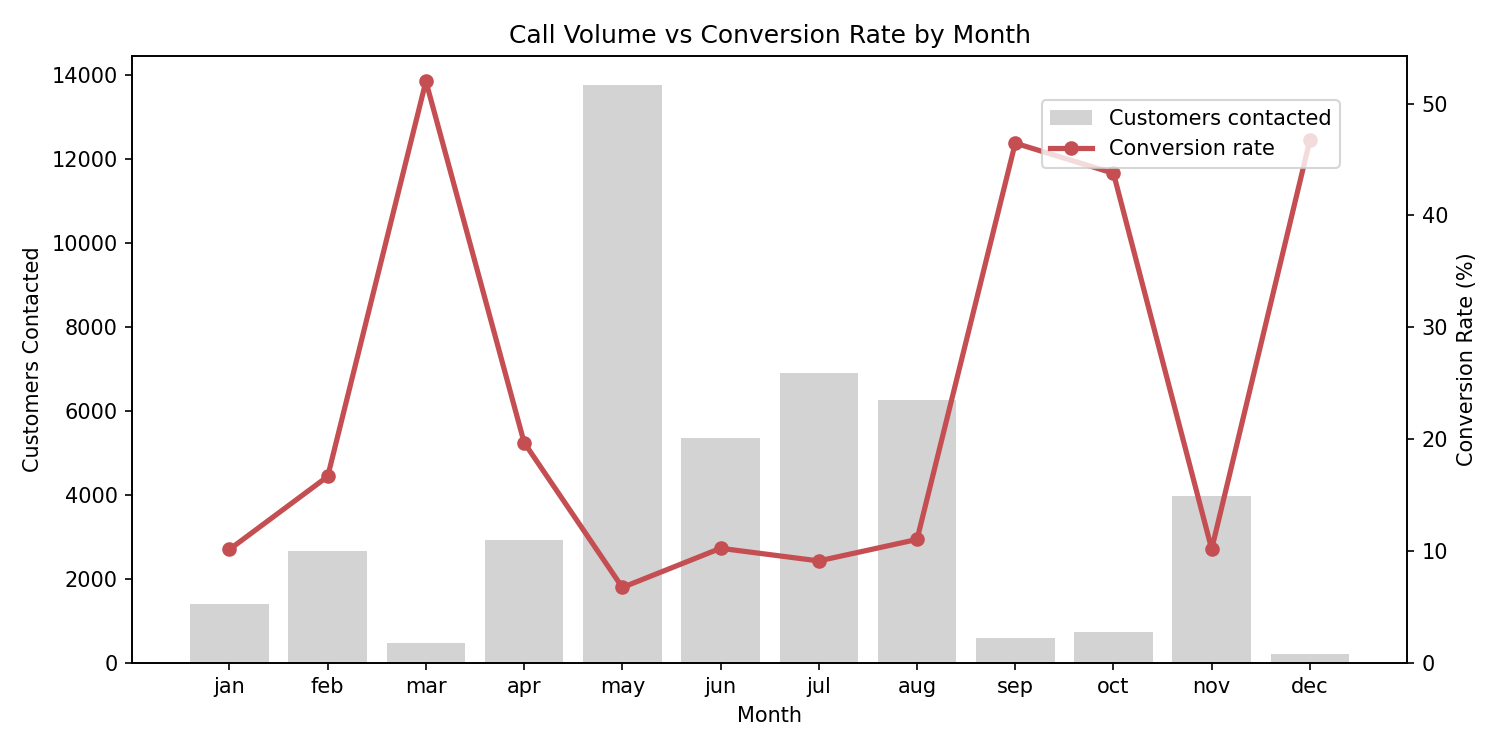 Call Volume vs Conversion Rate by Month
14000
12000
10000
8000
6000
4000
2000
0
Customers Contacted
50
40
30
20
10
0
Conversion Rate (%)
Customers contacted
Conversion rate
jan feb mar apr may jun jul aug sep oct nov dec
Month